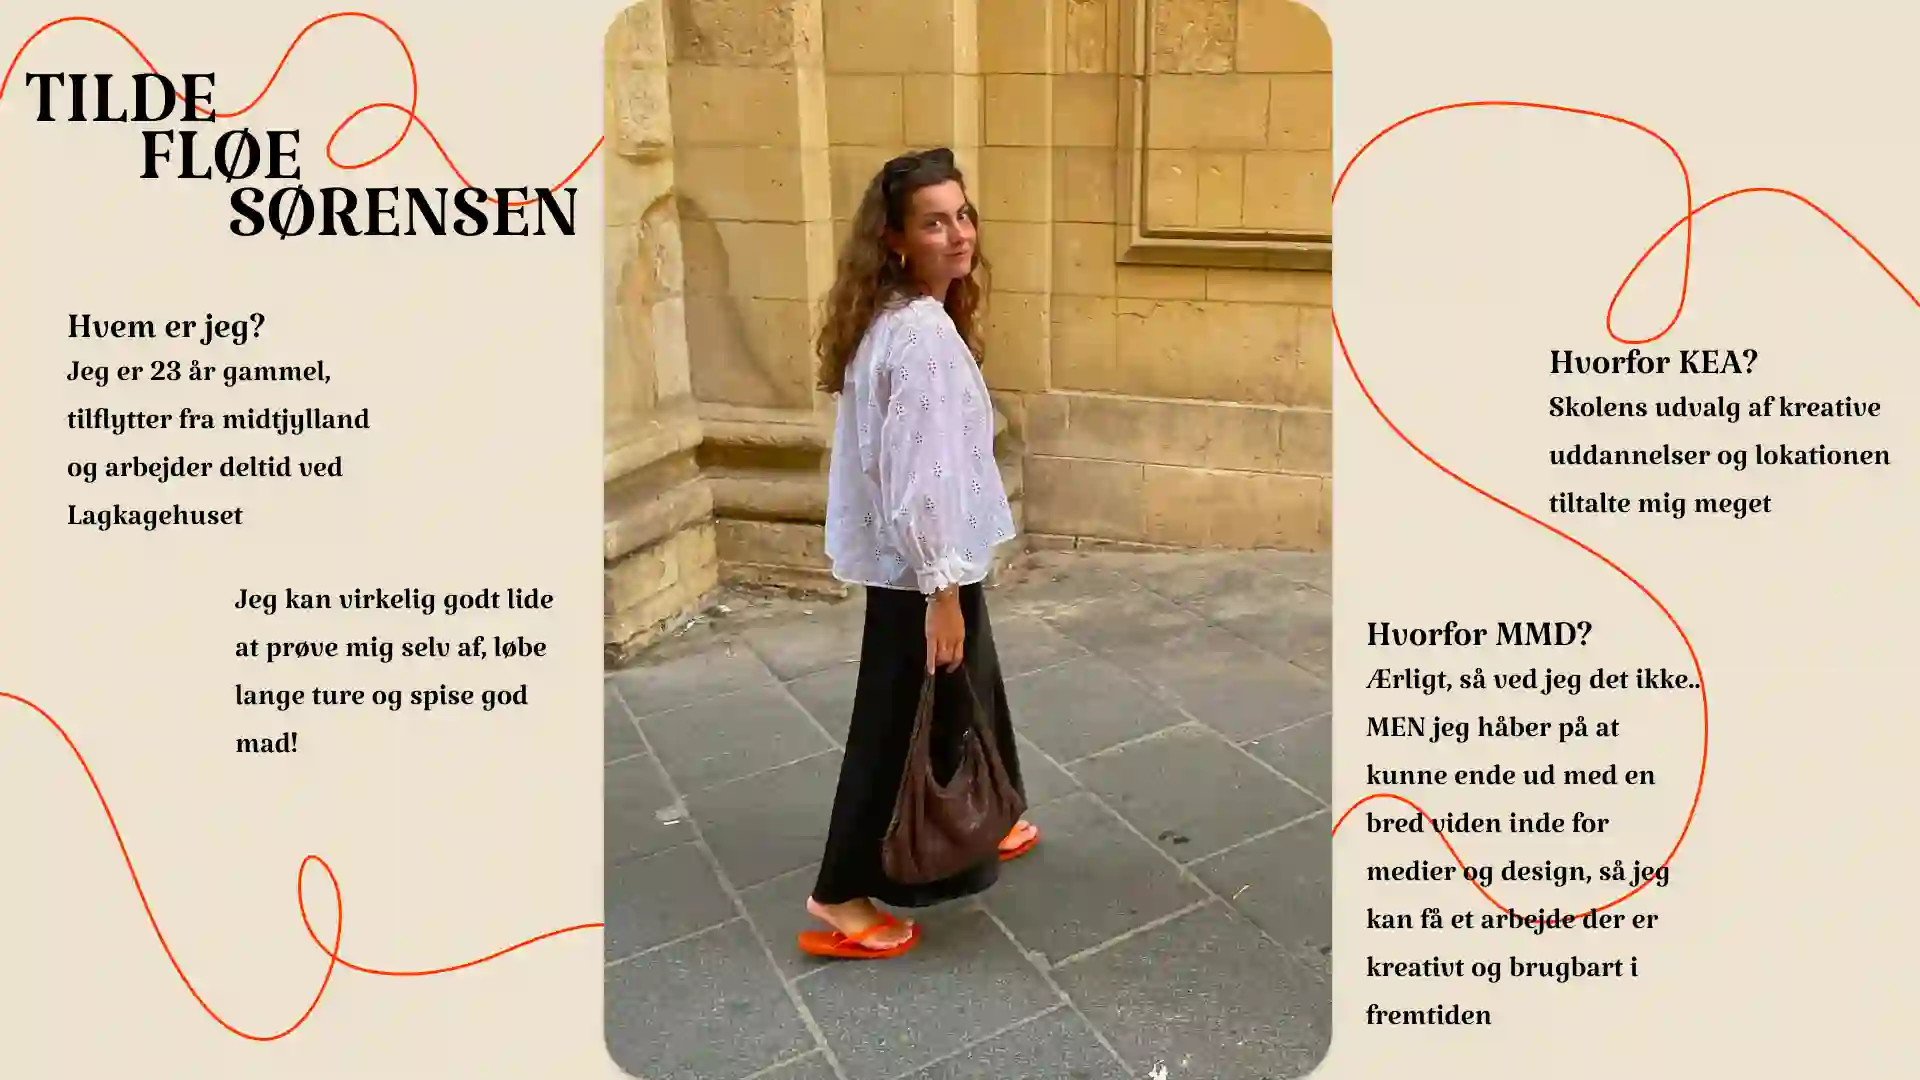 TILDE
FLØE
SØRENSEN
Hvem er jeg?
Jeg er 23 år gammel,
tilflytter fra midtjylland
og arbejder deltid ved
Lagkagehuset
Jeg kan virkelig godt lide
at prøve mig selv af, løbe
lange ture og spise god
mad!
Hvorfor KEA?
Skolens udvalg af kreative
uddannelser og lokationen
tiltalte mig meget
Hvorfor MMD?
Ærligt, så ved jeg det ikke..
MEN jeg håber på at
kunne ende ud med en
bred viden inde for
medier og design, så jeg
kan få et arbejde der er
kreativt og brugbart i
fremtiden